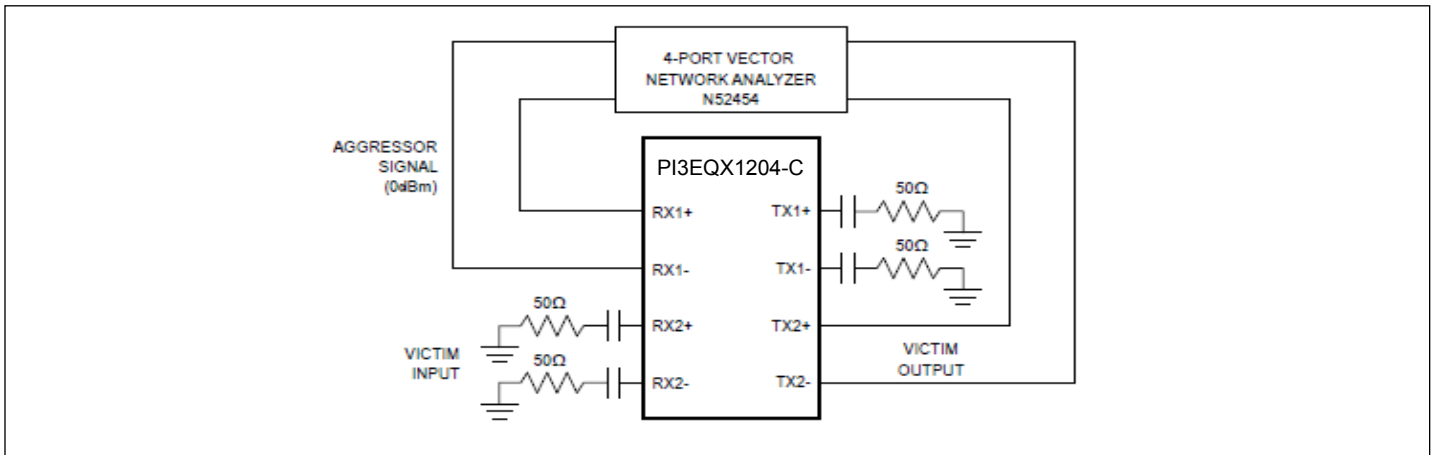 4-PORT VECTOR
NETWORK ANALYZER
N52454
AGGRESSOR
SIGNAL
(0dBm)
PI3EQX1204-C
RX1+
TX1+
50Ω
RX1-
TX1-
50Ω
50Ω
RX2+
TX2+
VICTIM
INPUT
50Ω
RX2-
TX2-
VICTIM
OUTPUT